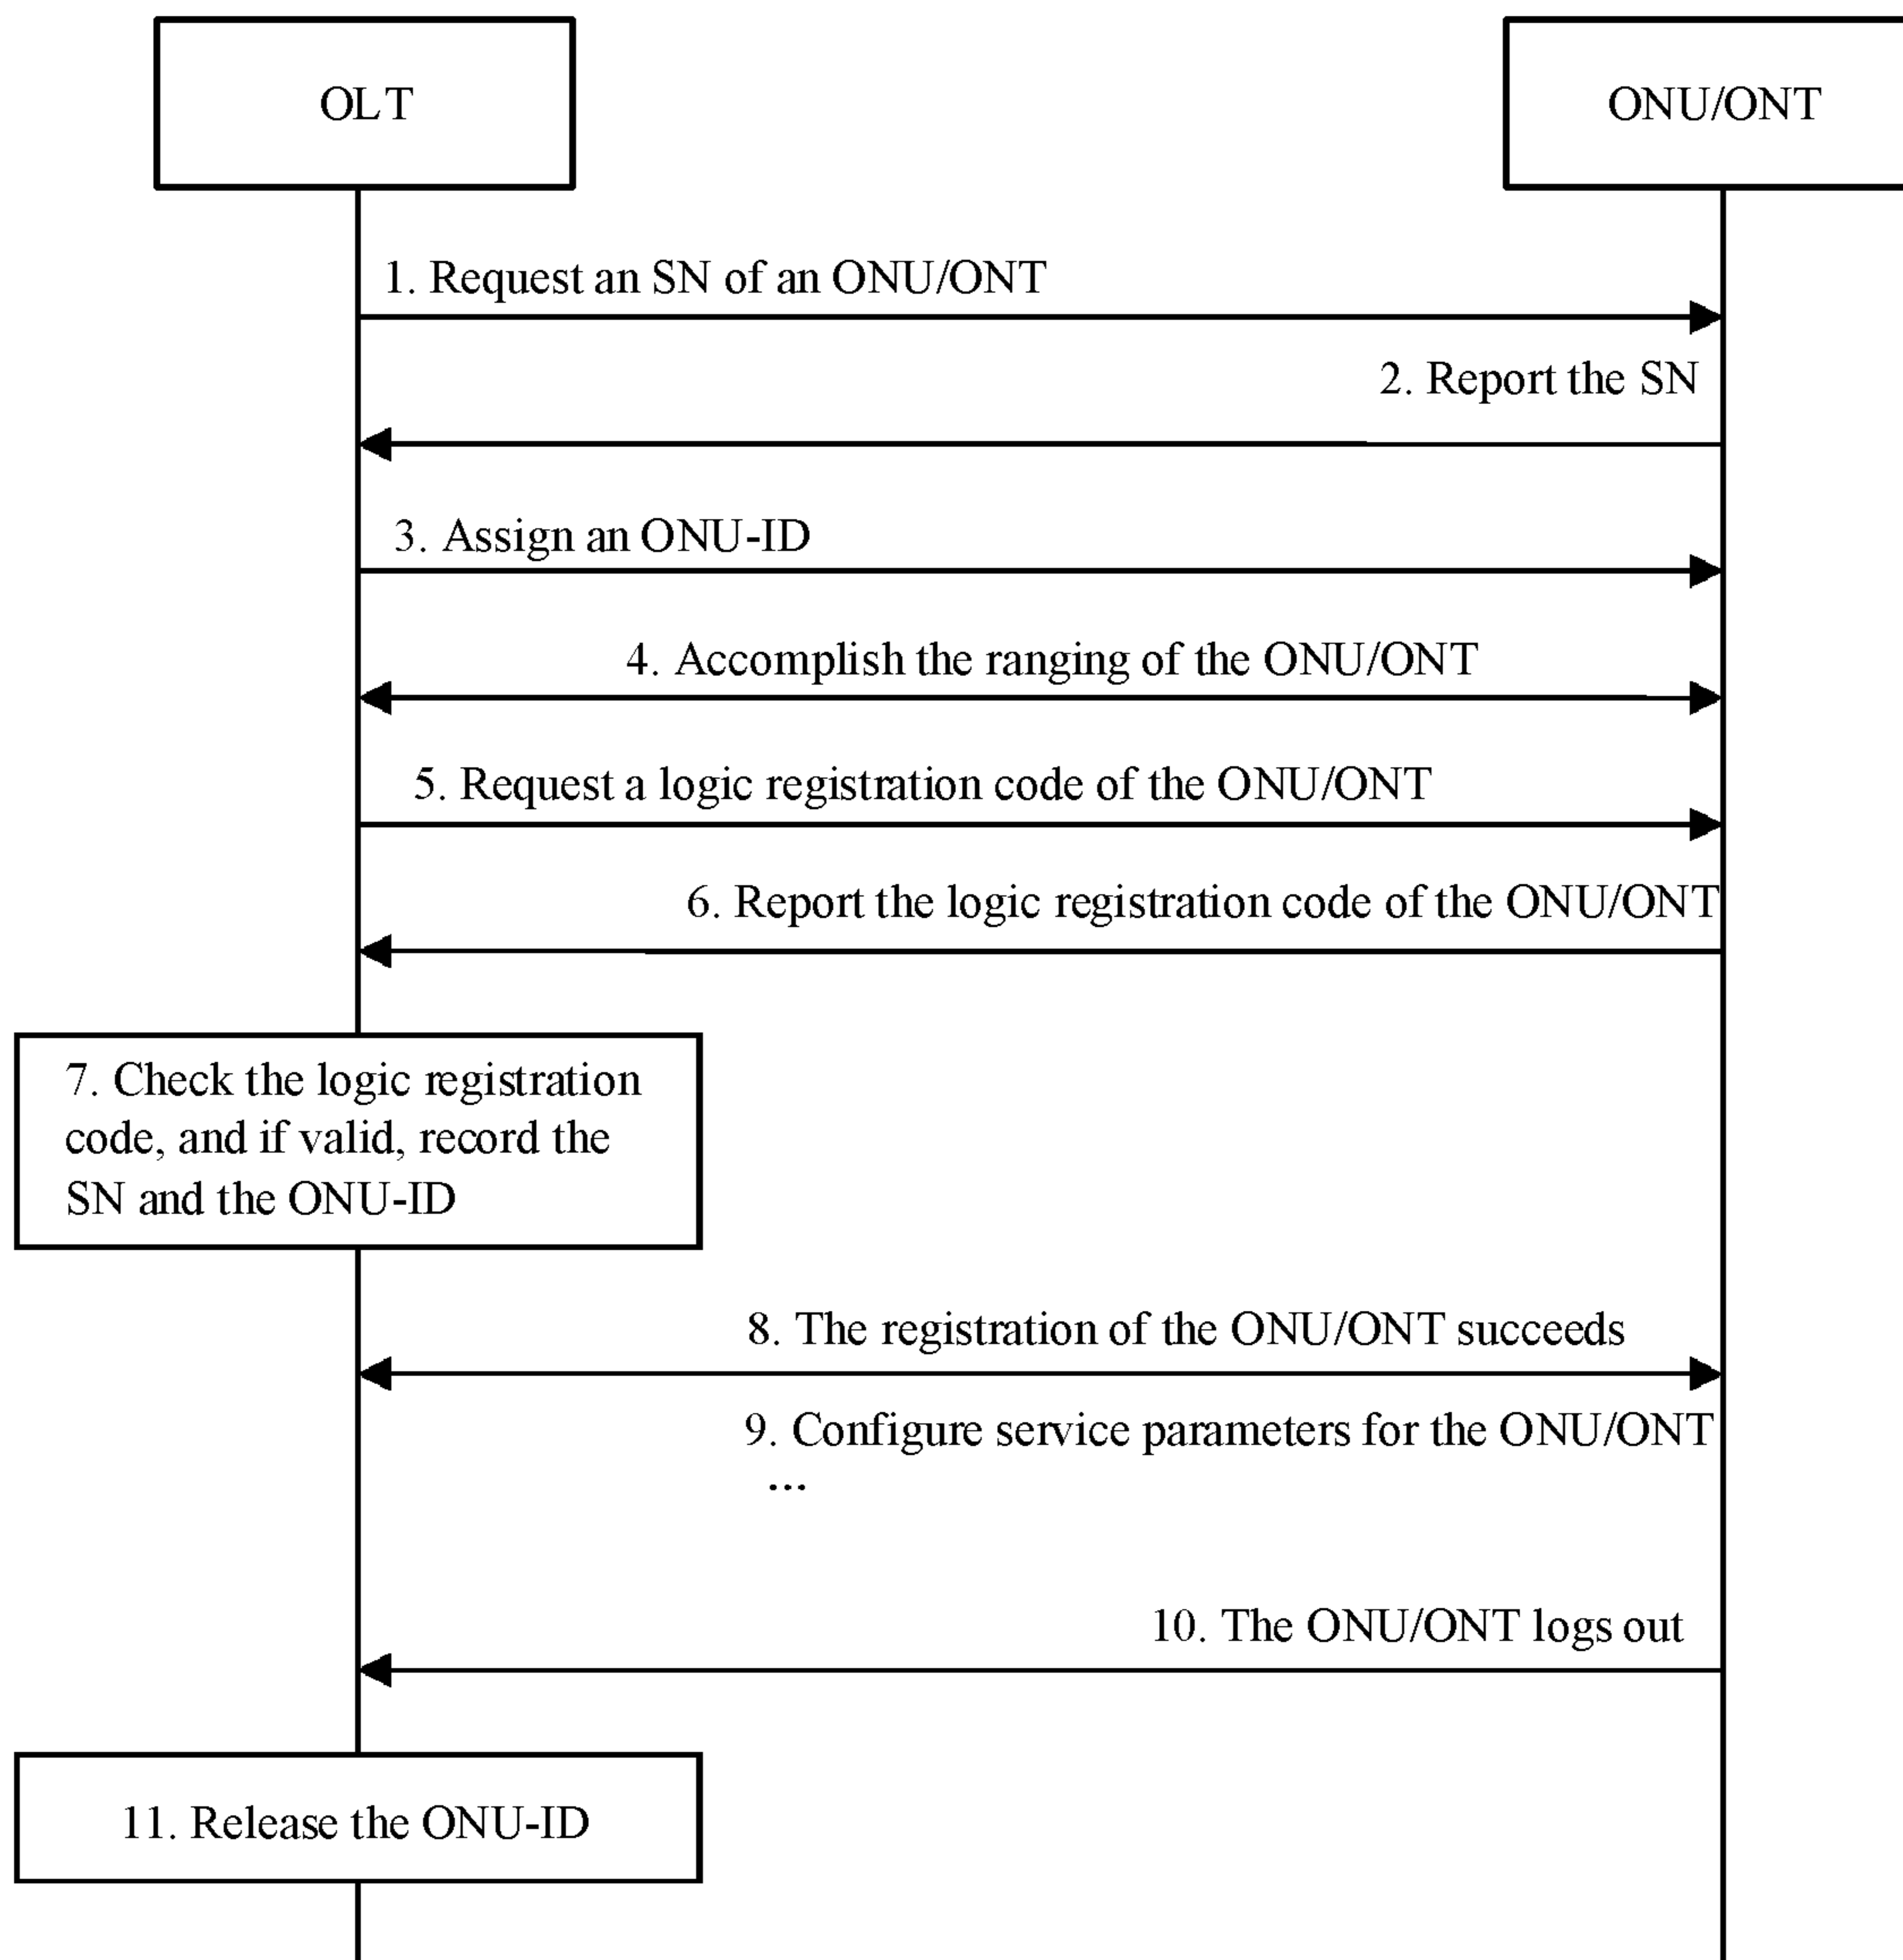 OLT
ONU/ONT
1. Request an SN of an ONU/ONT
2. Report the SN
3. Assign an ONU-ID
4. Accomplish the ranging of the ONU/ONT
5. Request a logic registration code of the ONU/ONT
6. Report the logic registration code of the ONU/ONT
7. Check the logic registration
code, and if valid, record the
SN and the ONU-ID
8. The registration of the ONU/ONT succeeds
9. Configure service parameters for the ONU/ONT
...
10. The ONU/ONT logs out
11. Release the ONU-ID